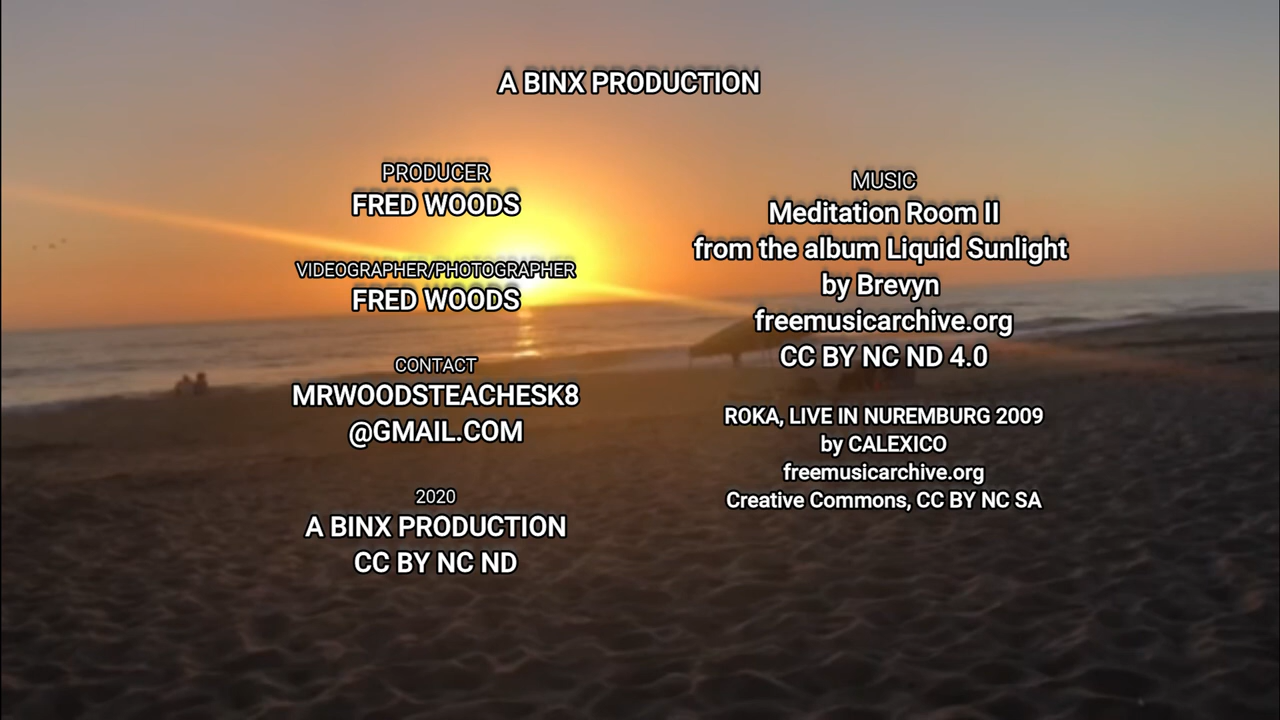 A BINX PRODUCTION
PRODUCER
FRED WOODS
VIDEOGRAPHER/PHOTOGRAPHER
FRED WOODS
CONTACT
MRWOODSTEACHESK8
@GMAIL.COM
2020
A BINX PRODUCTION
CC BY NC ND
MUSIC
Meditation Room II
from the album Liquid Sunlight
by Brevyn
freemusicarchive.org
CC BY NC ND 4.0
ROKA, LIVE IN NUREMBURG 2009
by CALEXICO
freemusicarchive.org
Creative Commons, CC BY NC SA